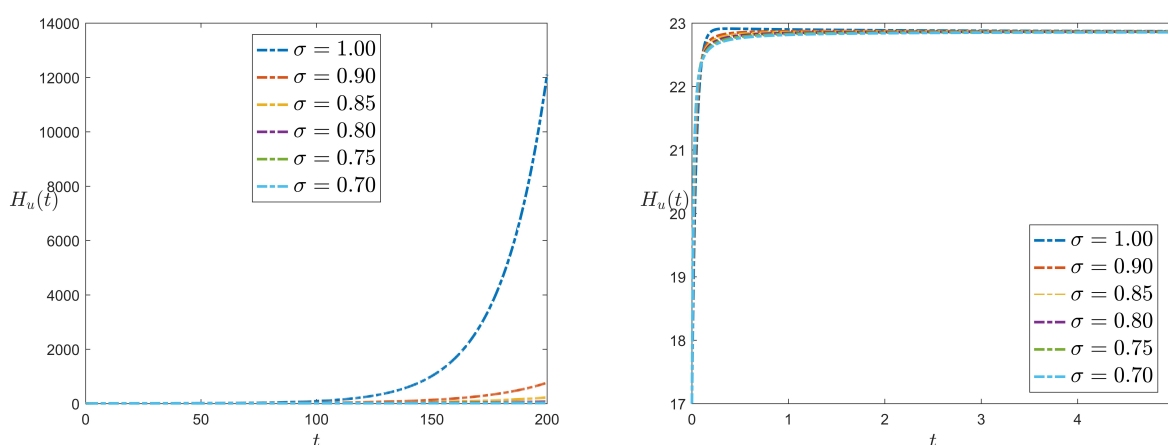 14000
12000
10000
8000
6000
4000
2000
0
H_u(t)
0 50 100 150 200
t
σ = 1.00
σ = 0.90
σ = 0.85
σ = 0.80
σ = 0.75
σ = 0.70
23
22
21
20
19
18
17
H_u(t)
0 1 2 3 4
t
σ = 1.00
σ = 0.90
σ = 0.85
σ = 0.80
σ = 0.75
σ = 0.70